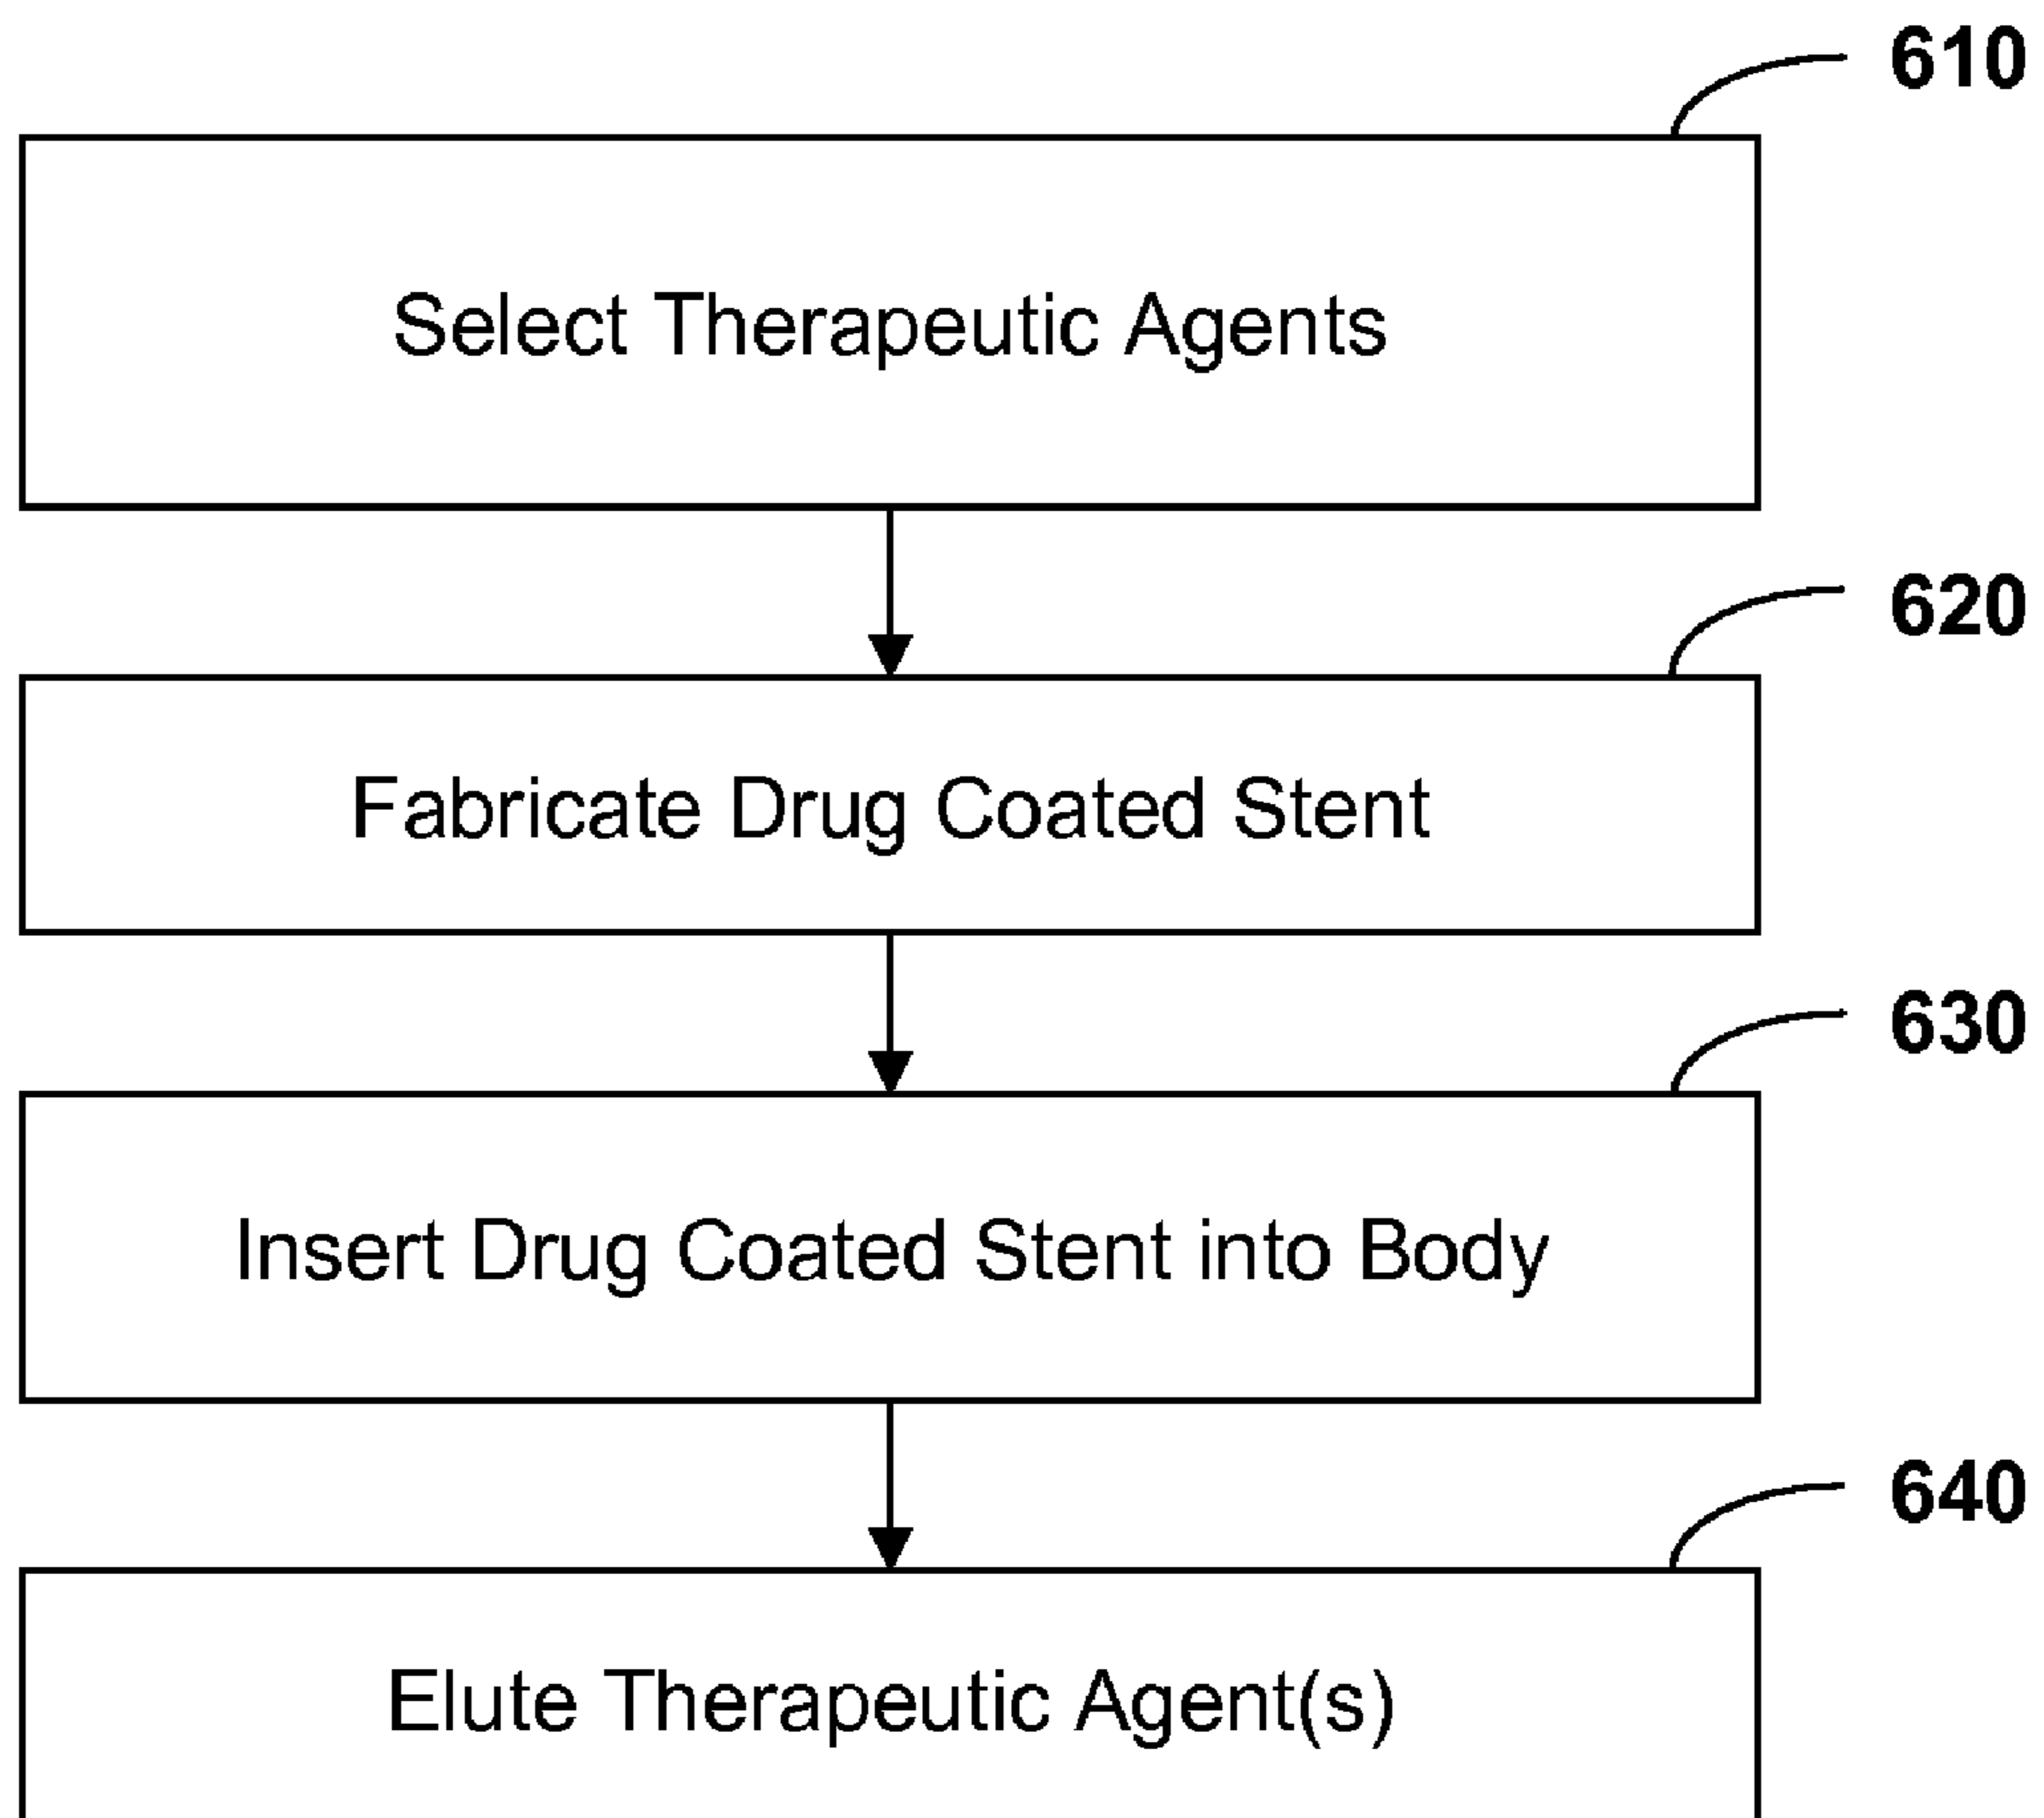 610
Select Therapeutic Agents
620
Fabricate Drug Coated Stent
630
Insert Drug Coated Stent into Body
640
Elute Therapeutic Agent(s)